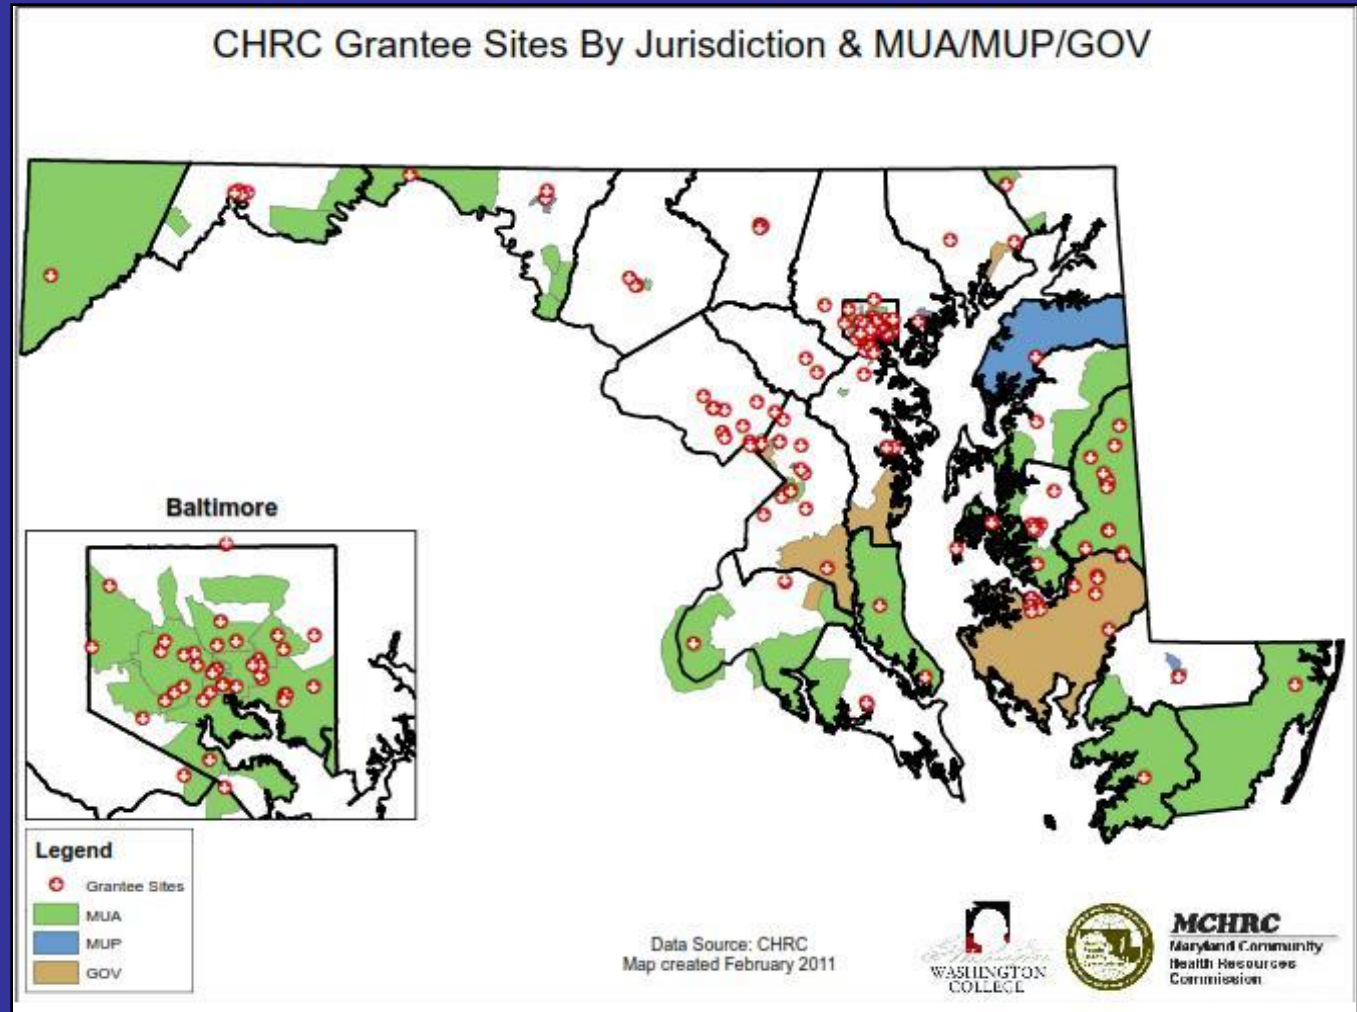 CHRC Grantee Sites By Jurisdiction & MUA/MUP/GOV
Baltimore
Legend
Grantee Sites
MUA
MUP
GOV
Data Source: CHRC
Map created February 2011
WASHINGTON
COLLEGE
MCHRC
Maryland Community
Health Resources
Commission